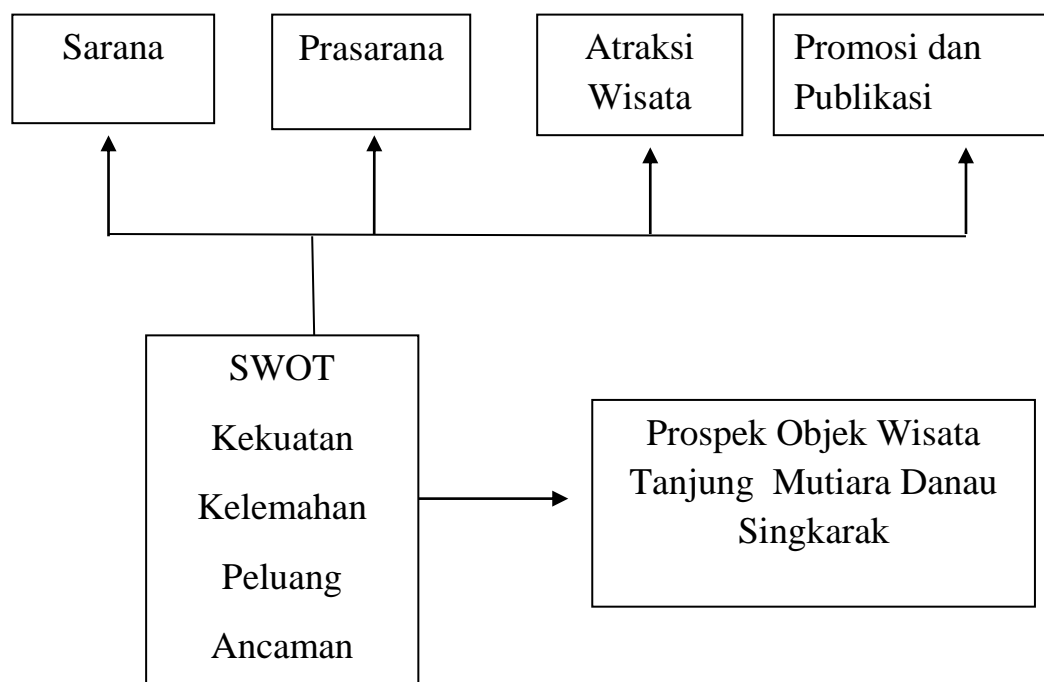 Sarana
Prasarana
Atraksi
Wisata
Promosi dan
Publikasi
SWOT
Kekuatan
Kelemahan
Peluang
Ancaman
Prospek Objek Wisata
Tanjung  Mutiara Danau
Singkarak